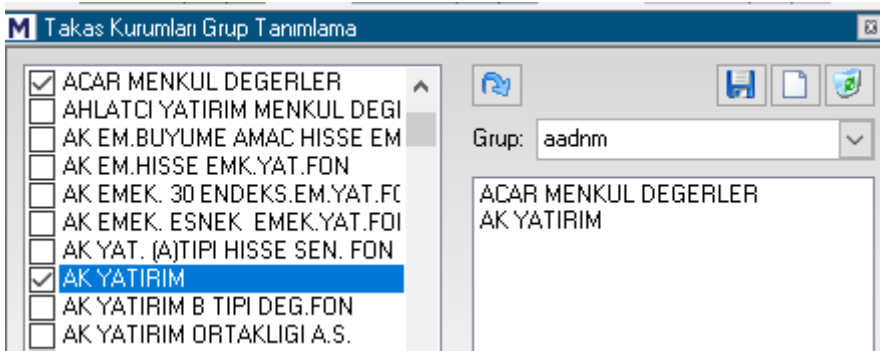 M Takas Kurumları Grup Tanımlama
ACAR MENKUL DEGERLER
AHLATCI YATIRIM MENKUL DEGI
AK EM.BUYUME AMAC HISSE EM
AK EM.HISSE EMK.YAT.FON
AK EMEK. 30 ENDEKS.EM.YAT.F(
AK EMEK. ESNEK EMEK.YAT.FOI
AK YAT. (A)TIPI HISSE SEN. FON
AK YATIRIM
AK YATIRIM B TIPI DEG.FON
AK YATIRIM ORTAKLIGI A.S.
Grup: aadnm
ACAR MENKUL DEGERLER
AK YATIRIM